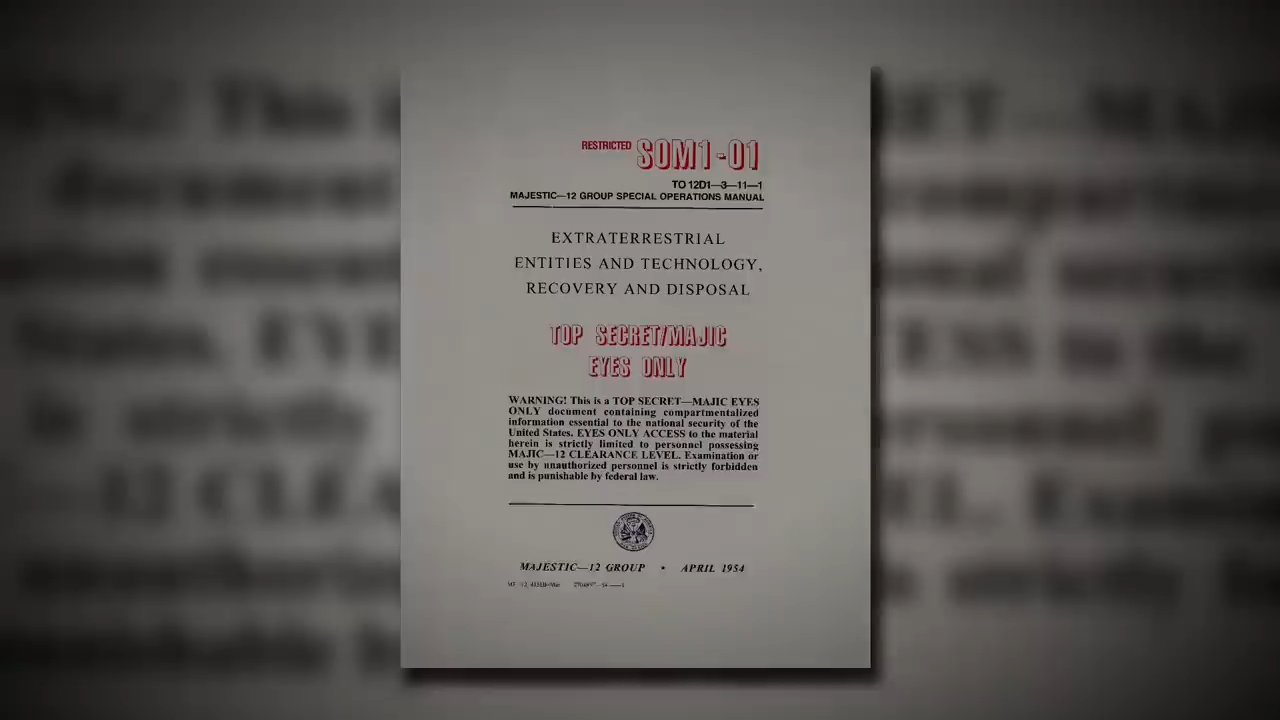 RESTRICTED SOM1-01
TO 12D1—3—11—1
MAJESTIC—12 GROUP SPECIAL OPERATIONS MANUAL
EXTRATERRESTRIAL
ENTITIES AND TECHNOLOGY,
RECOVERY AND DISPOSAL
TOP SECRET/MAJIC
EYES ONLY
WARNING! This is a TOP SECRET—MAJIC EYES
ONLY document containing compartmentalized
information essential to the national security of the
United States. EYES ONLY ACCESS to the material
herein is strictly limited to personnel possessing
MAJIC—12 CLEARANCE LEVEL. Examination or
use by unauthorized personnel is strictly forbidden
and is punishable by federal law.
MAJESTIC—12 GROUP • APRIL 1954